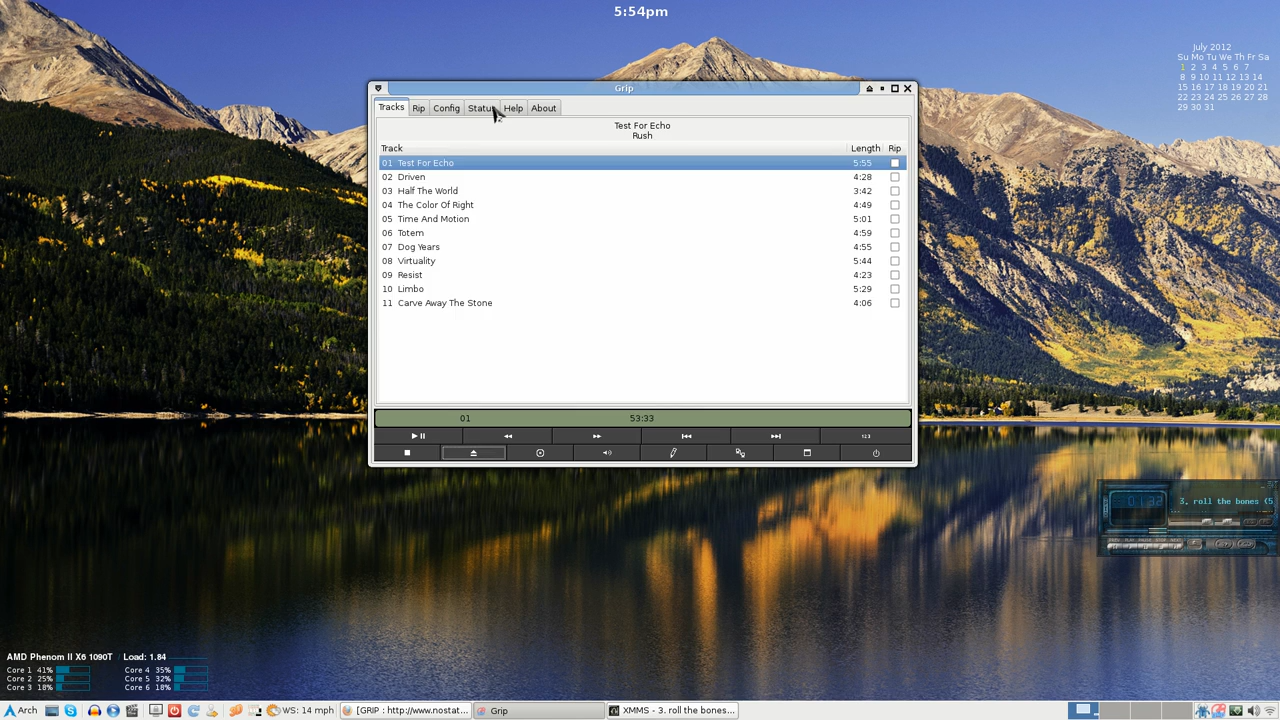 5:54pm
July 2012
Su Mo Tu We Th Fr Sa
1 2 3 4 5 6 7
8 9 10 11 12 13 14
15 16 17 18 19 20 21
22 23 24 25 26 27 28
29 30 31
Grip
Tracks Rip Config Status Help About
Test For Echo
Rush
Track Length Rip
01 Test For Echo 5:55
02 Driven 4:28
03 Half The World 3:42
04 The Color Of Right 4:49
05 Time And Motion 5:01
06 Totem 4:59
07 Dog Years 4:55
08 Virtuality 5:44
09 Resist 4:23
10 Limbo 5:29
11 Carve Away The Stone 4:06
01 53:33
123
3. roll the bones (5
AMD Phenom II X6 1090T Load: 1.84
Core 1 41% Core 4 35%
Core 2 25% Core 5 32%
Core 3 18% Core 6 18%
Arch WS: 14 mph [GRIP : http://www.nostat... Grip XMMS - 3. roll the bones...